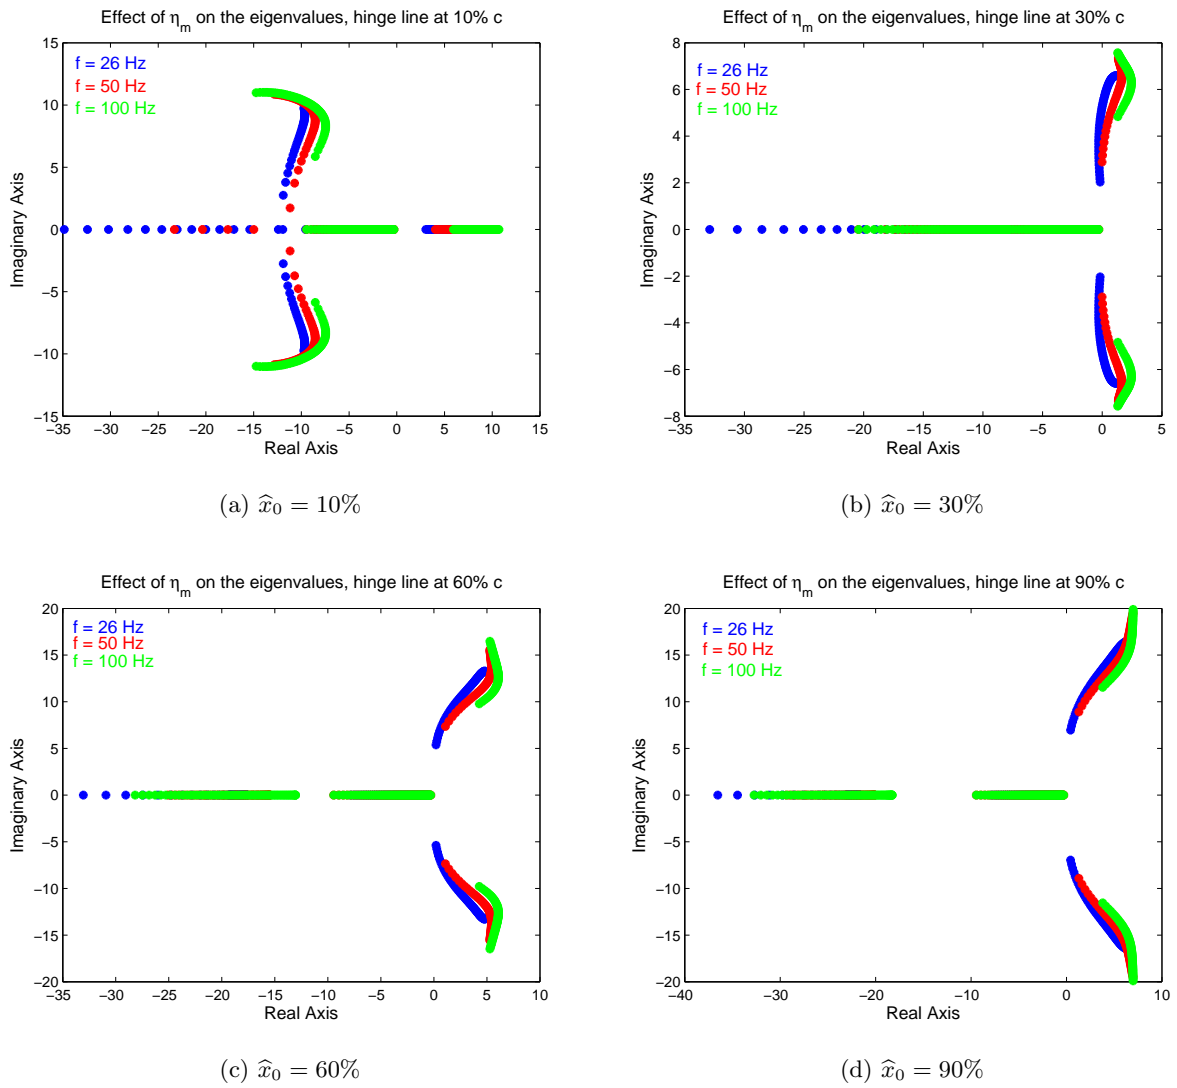 Effect of ηm on the eigenvalues, hinge line at 10% c
f = 26 Hz
f = 50 Hz
f = 100 Hz
15
10
5
0
−5
−10
−15
Imaginary Axis
−35 −30 −25 −20 −15 −10 −5 0 5 10 15
Real Axis
(a) x̂0 = 10%
Effect of ηm on the eigenvalues, hinge line at 30% c
f = 26 Hz
f = 50 Hz
f = 100 Hz
8
6
4
2
0
−2
−4
−6
−8
Imaginary Axis
−35 −30 −25 −20 −15 −10 −5 0 5
Real Axis
(b) x̂0 = 30%
Effect of ηm on the eigenvalues, hinge line at 60% c
f = 26 Hz
f = 50 Hz
f = 100 Hz
20
15
10
5
0
−5
−10
−15
−20
Imaginary Axis
−35 −30 −25 −20 −15 −10 −5 0 5 10
Real Axis
(c) x̂0 = 60%
Effect of ηm on the eigenvalues, hinge line at 90% c
f = 26 Hz
f = 50 Hz
f = 100 Hz
20
15
10
5
0
−5
−10
−15
−20
Imaginary Axis
−40 −30 −20 −10 0 10
Real Axis
(d) x̂0 = 90%